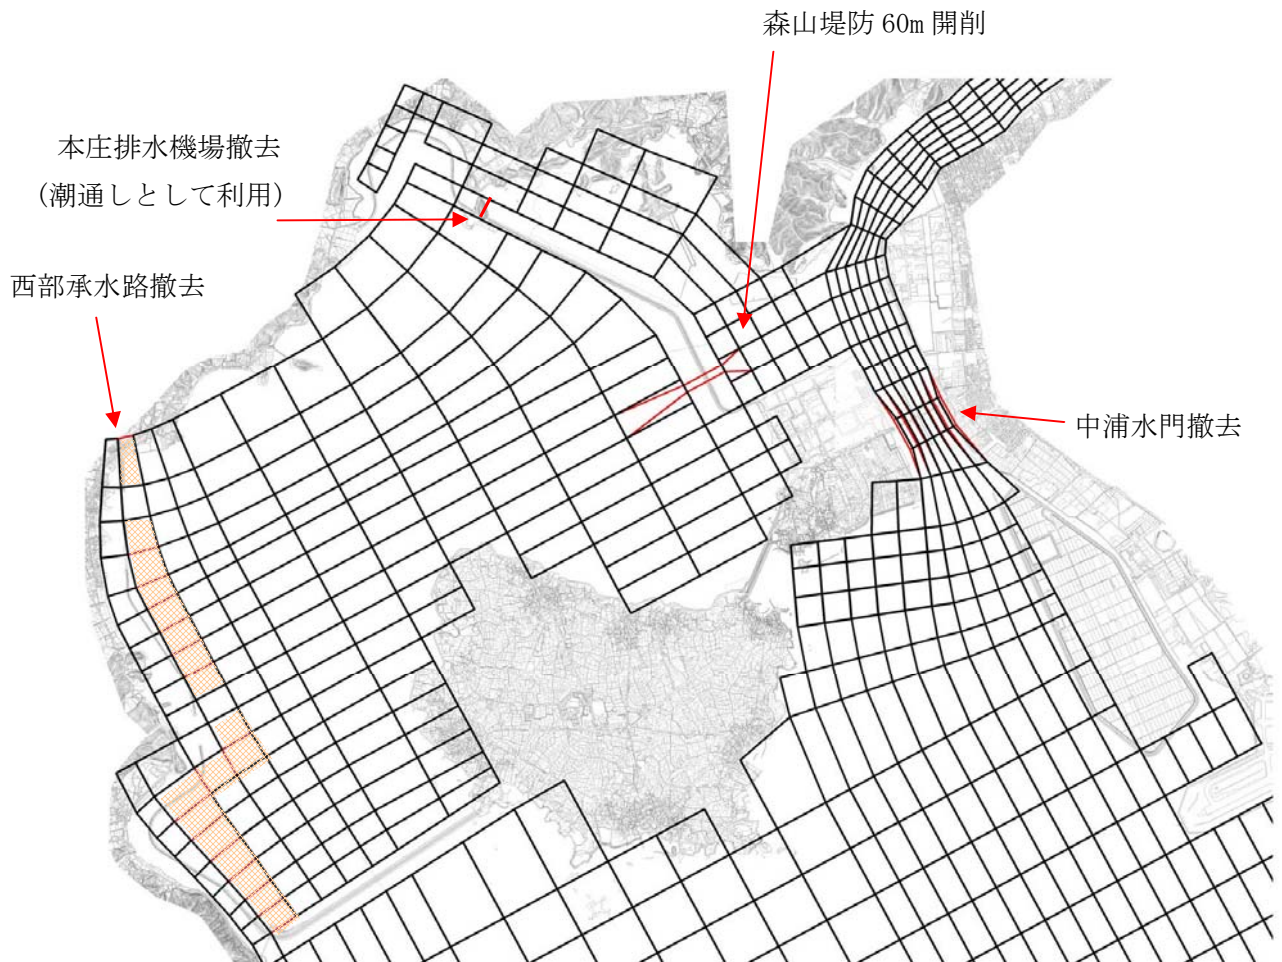 森山堤防 60m 開削
本庄排水機場撤去
(潮通しとして利用)
西部承水路撤去
中浦水門撤去